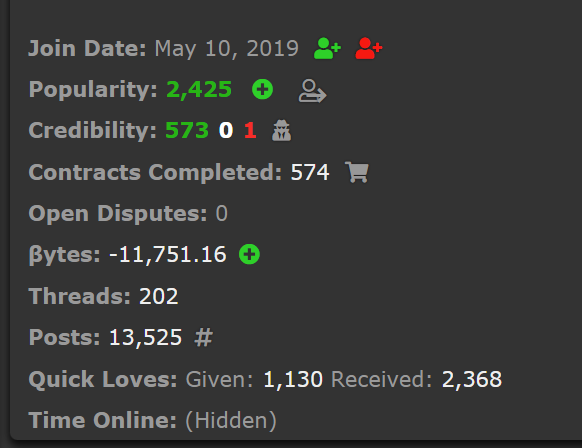 Join Date: May 10, 2019
Popularity: 2,425
Credibility: 573 0 1
Contracts Completed: 574
Open Disputes: 0
βytes: -11,751.16
Threads: 202
Posts: 13,525 #
Quick Loves: Given: 1,130 Received: 2,368
Time Online: (Hidden)